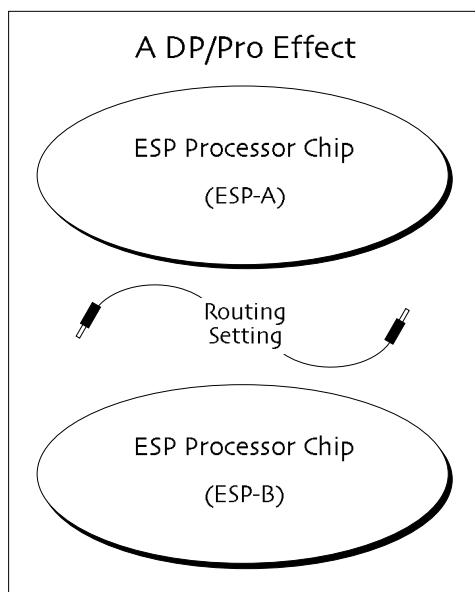 A DP/Pro Effect
ESP Processor Chip
(ESP-A)
Routing
Setting
ESP Processor Chip
(ESP-B)